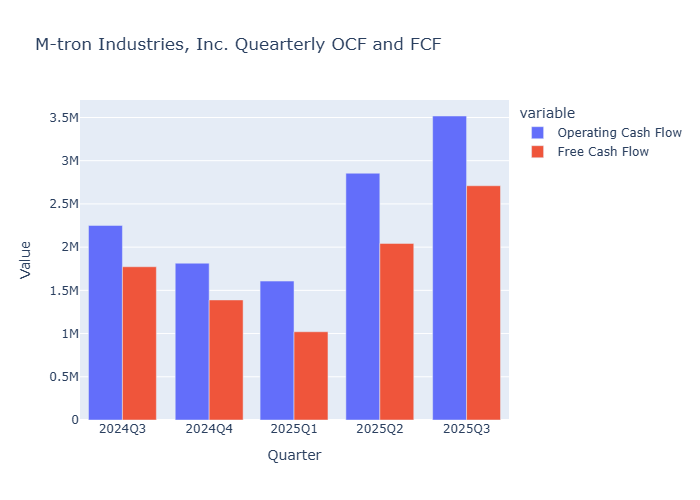 M-tron Industries, Inc. Quearterly OCF and FCF
variable
Operating Cash Flow
Free Cash Flow
3.5M
3M
2.5M
2M
1.5M
1M
0.5M
0
Value
2024Q3
2024Q4
2025Q1
2025Q2
2025Q3
Quarter